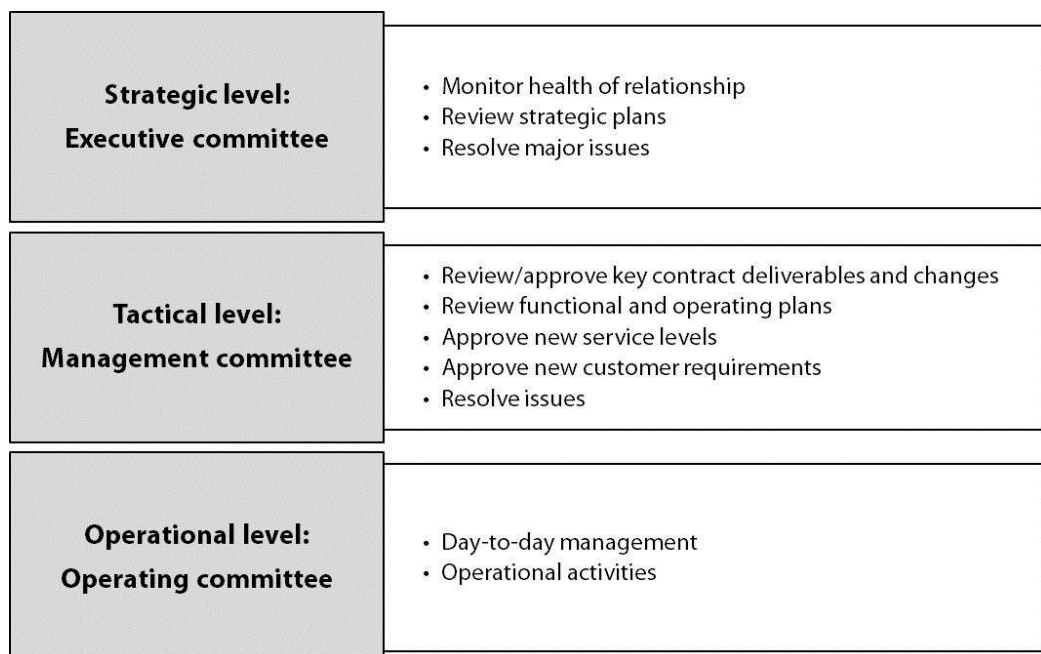 Strategic level:
Executive committee
• Monitor health of relationship
• Review strategic plans
• Resolve major issues
Tactical level:
Management committee
• Review/approve key contract deliverables and changes
• Review functional and operating plans
• Approve new service levels
• Approve new customer requirements
• Resolve issues
Operational level:
Operating committee
• Day-to-day management
• Operational activities